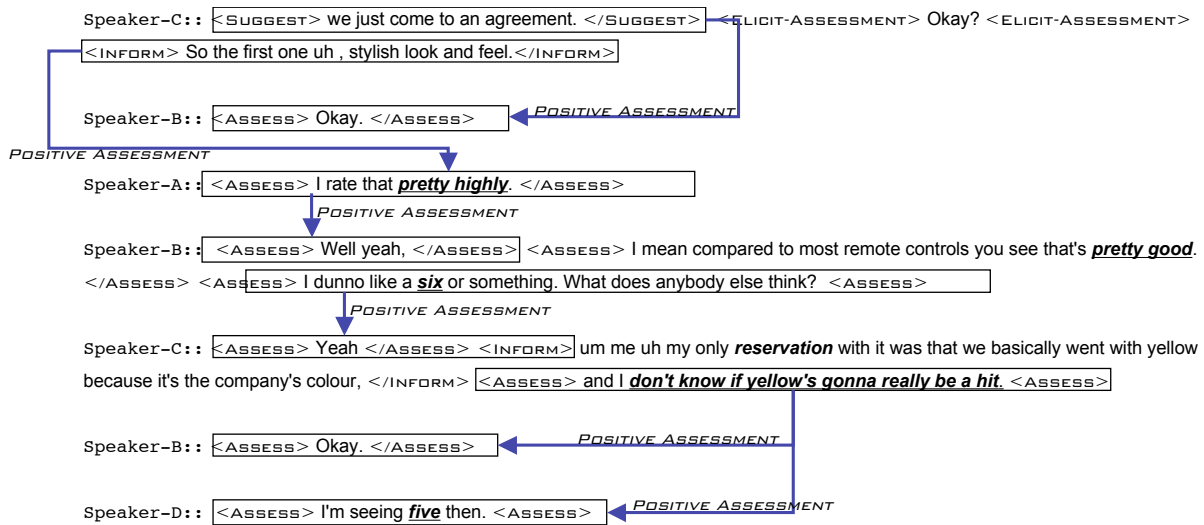 Speaker-C:: <SUGGEST> we just come to an agreement. </SUGGEST> <ELICIT-ASSESSMENT> Okay? <ELICIT-ASSESSMENT>
<INFORM> So the first one uh , stylish look and feel.</INFORM>
Speaker-B:: <ASSESS> Okay. </ASSESS> POSITIVE ASSESSMENT
POSITIVE ASSESSMENT
Speaker-A:: <ASSESS> I rate that pretty highly. </ASSESS>
POSITIVE ASSESSMENT
Speaker-B:: <ASSESS> Well yeah, </ASSESS> <ASSESS> I mean compared to most remote controls you see that's pretty good.
</ASSESS> <ASSESS> I dunno like a six or something. What does anybody else think? <ASSESS>
POSITIVE ASSESSMENT
Speaker-C:: <ASSESS> Yeah </ASSESS> <INFORM> um me uh my only reservation with it was that we basically went with yellow
because it's the company's colour, </INFORM> <ASSESS> and I don't know if yellow's gonna really be a hit. <ASSESS>
Speaker-B:: <ASSESS> Okay. </ASSESS> POSITIVE ASSESSMENT
Speaker-D:: <ASSESS> I'm seeing five then. <ASSESS> POSITIVE ASSESSMENT